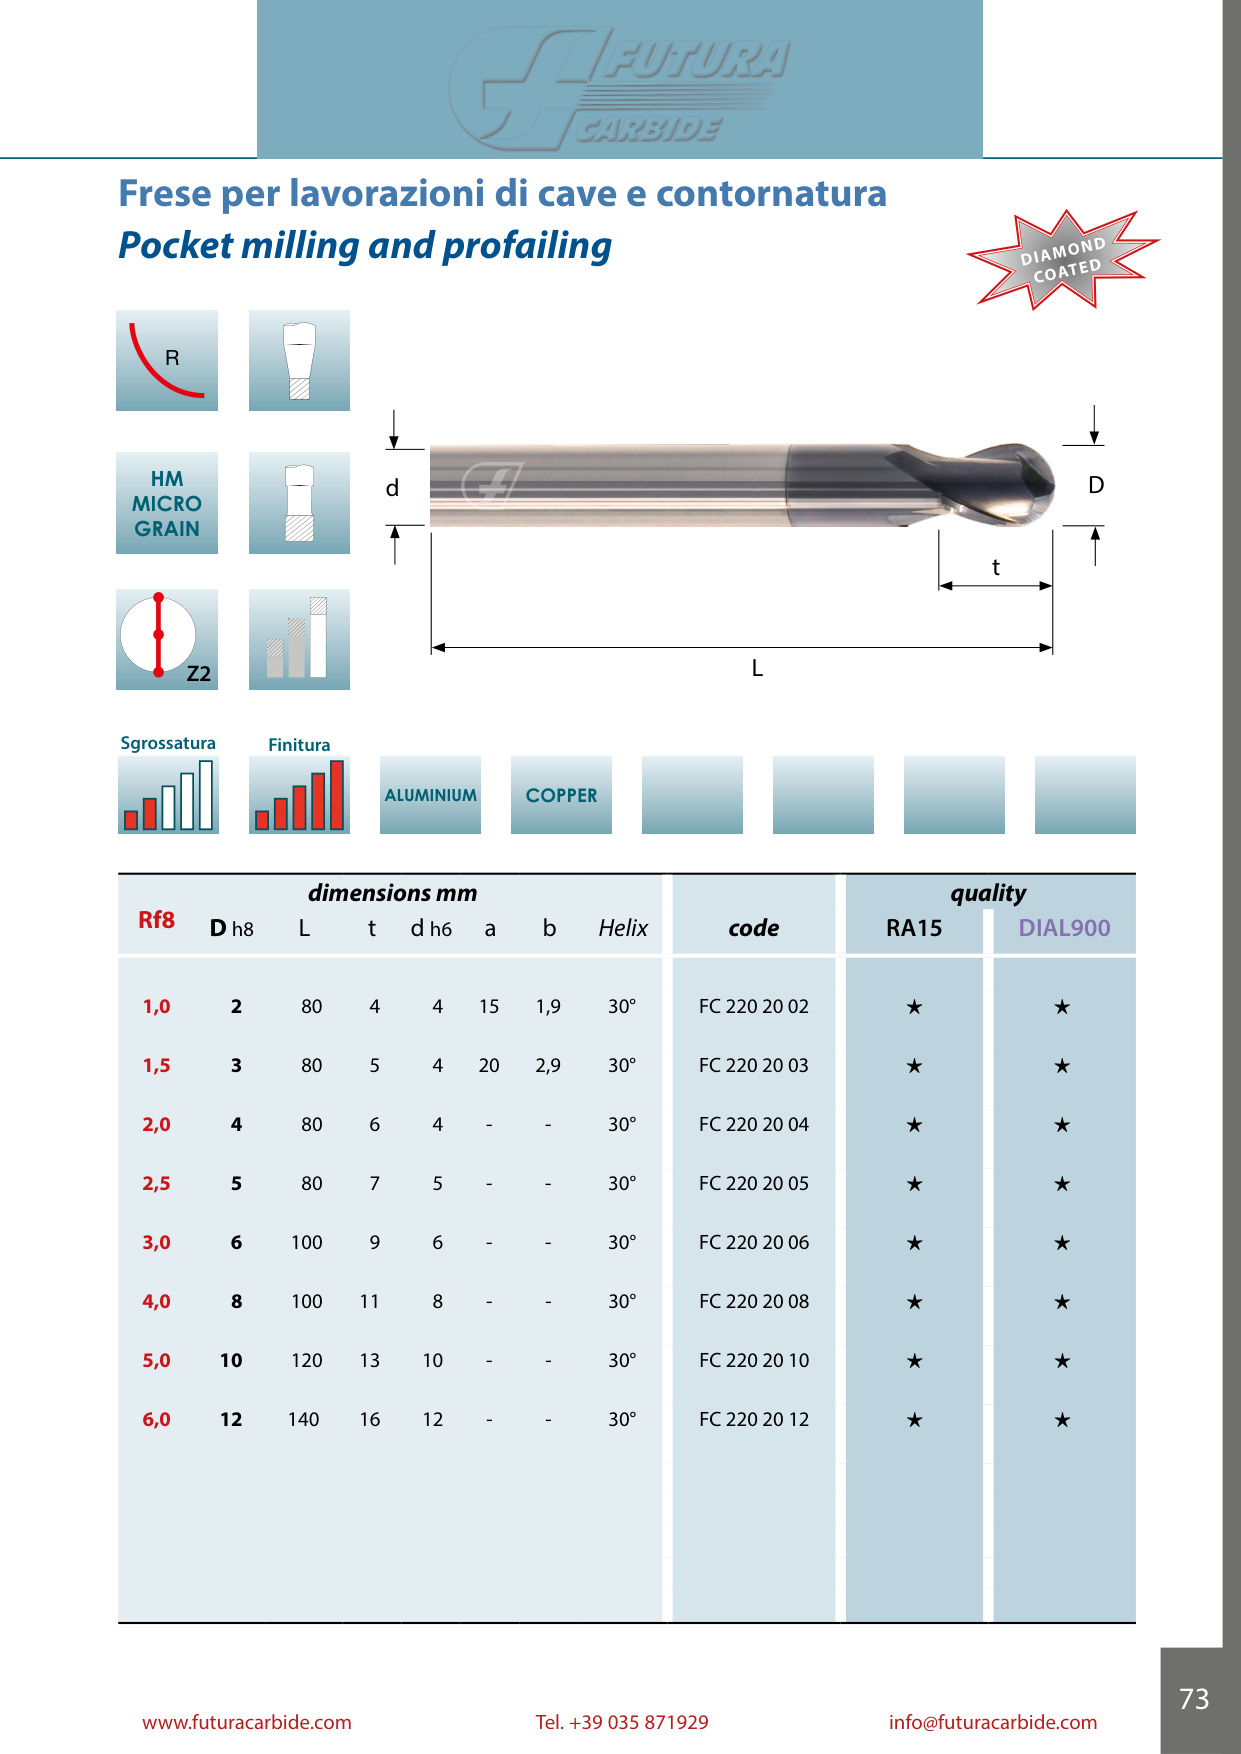 FUTURA
CARBIDE
Frese per lavorazioni di cave e contornatura
Pocket milling and profailing
DIAMOND
COATED
R
HM
MICRO
GRAIN
Z2
d
D
t
L
Sgrossatura
Finitura
ALUMINIUM
COPPER
dimensions mm
quality
Rf8 D h8 L t d h6 a b Helix code RA15 DIAL900
1,0 2 80 4 4 15 1,9 30° FC 220 20 02 ★ ★
1,5 3 80 5 4 20 2,9 30° FC 220 20 03 ★ ★
2,0 4 80 6 4 - - 30° FC 220 20 04 ★ ★
2,5 5 80 7 5 - - 30° FC 220 20 05 ★ ★
3,0 6 100 9 6 - - 30° FC 220 20 06 ★ ★
4,0 8 100 11 8 - - 30° FC 220 20 08 ★ ★
5,0 10 120 13 10 - - 30° FC 220 20 10 ★ ★
6,0 12 140 16 12 - - 30° FC 220 20 12 ★ ★
73
www.futuracarbide.com Tel. +39 035 871929 info@futuracarbide.com